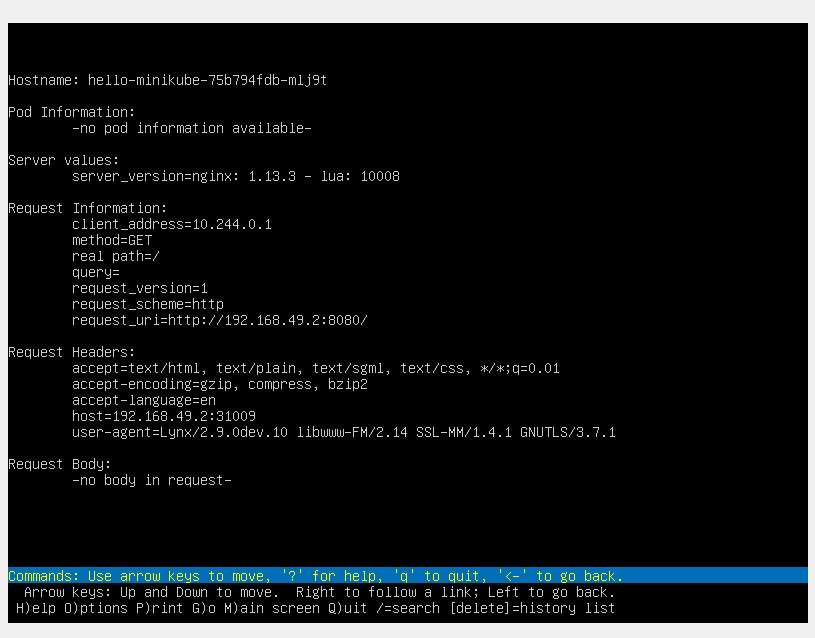 Hostname: hello-minikube-75b794fdb-mlj9t
Pod Information:
-no pod information available-
Server values:
server_version=nginx: 1.13.3 - lua: 10008
Request Information:
client_address=10.244.0.1
method=GET
real path=/
query=
request_version=1
request_scheme=http
request_uri=http://192.168.49.2:8080/
Request Headers:
accept=text/html, text/plain, text/sgml, text/css, */*;q=0.01
accept-encoding=gzip, compress, bzip2
accept-language=en
host=192.168.49.2:31009
user-agent=Lynx/2.9.0dev.10 libwww-FM/2.14 SSL-MM/1.4.1 GNUTLS/3.7.1
Request Body:
-no body in request-
Commands: Use arrow keys to move, '?' for help, 'q' to quit, '<-' to go back.
Arrow keys: Up and Down to move.  Right to follow a link; Left to go back.
H)elp O)ptions P)rint G)o M)ain screen Q)uit /=search [delete]=history list